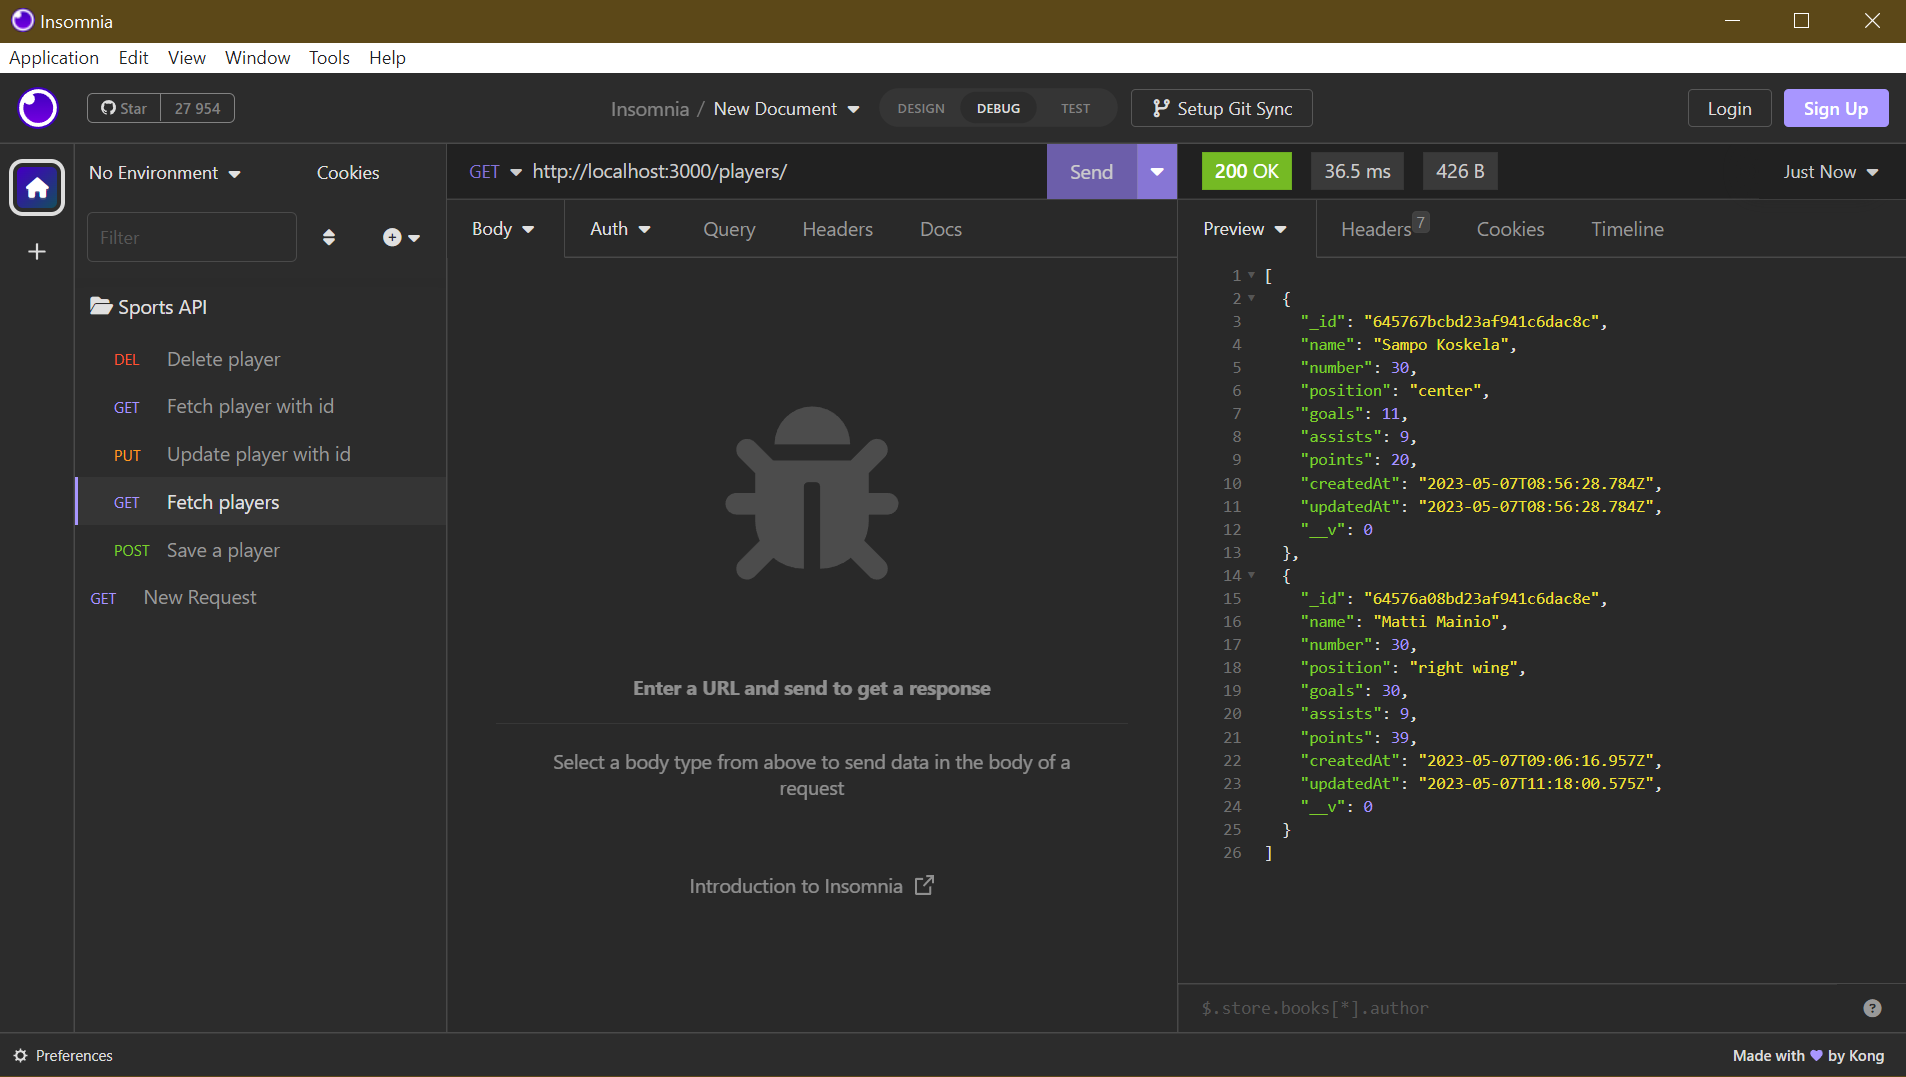 Insomnia
Application Edit View Window Tools Help
Star 27 954
Insomnia / New Document
DESIGN DEBUG TEST
Setup Git Sync
Login Sign Up
No Environment Cookies
Filter
Sports API
DEL Delete player
GET Fetch player with id
PUT Update player with id
GET Fetch players
POST Save a player
GET New Request
GET http://localhost:3000/players/ Send
Body Auth Query Headers Docs
Enter a URL and send to get a response
Select a body type from above to send data in the body of a
request
Introduction to Insomnia
200 OK 36.5 ms 426 B Just Now
Preview Headers 7 Cookies Timeline
1 [
2 {
3 "_id": "645767bcbd23af941c6dac8c",
4 "name": "Sampo Koskela",
5 "number": 30,
6 "position": "center",
7 "goals": 11,
8 "assists": 9,
9 "points": 20,
10 "createdAt": "2023-05-07T08:56:28.784Z",
11 "updatedAt": "2023-05-07T08:56:28.784Z",
12 "__v": 0
13 },
14 {
15 "_id": "64576a08bd23af941c6dac8e",
16 "name": "Matti Mainio",
17 "number": 30,
18 "position": "right wing",
19 "goals": 30,
20 "assists": 9,
21 "points": 39,
22 "createdAt": "2023-05-07T09:06:16.957Z",
23 "updatedAt": "2023-05-07T11:18:00.575Z",
24 "__v": 0
25 }
26 ]
$.store.books[*].author ?
Preferences
Made with 💜 by Kong